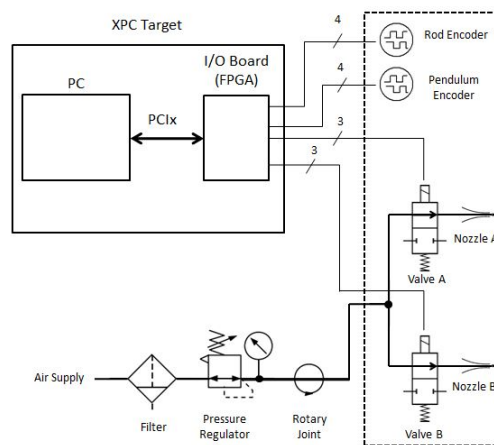 XPC Target
I/O Board
(FPGA)
PC
PCIx
4
Rod Encoder
4
Pendulum
Encoder
3
3
Nozzle A
Valve A
Air Supply
Filter
Pressure
Regulator
Rotary
Joint
Nozzle B
Valve B